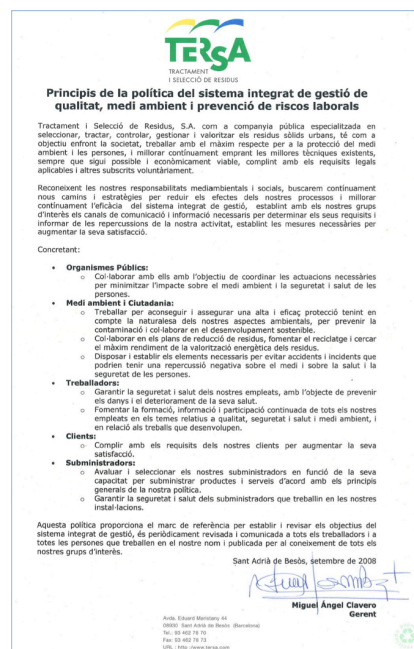 TERSA
TRACTAMENT
I SELECCIÓ DE RESIDUS
Principis de la política del sistema integrat de gestió de
qualitat, medi ambient i prevenció de riscos laborals
Tractament i Selecció de Residus, S.A. com a companyia pública especialitzada en
seleccionar, tractar, controlar, gestionar i valoritzar els residus sòlids urbans, té com a
objectiu enfront la societat, treballar amb el màxim respecte per a la protecció del medi
ambient i les persones, i millorar contínuament emprant les millores tècniques existents,
sempre que sigui possible i econòmicament viable, complint amb els requisits legals
aplicables i altres subscrits voluntàriament.
Reconeixent les nostres responsabilitats mediambientals i socials, buscarem contínuament
nous camins i estratègies per reduir els efectes dels nostres processos i millorar
contínuament l'eficàcia del sistema integrat de gestió, establint amb els nostres grups
d'interès els canals de comunicació i informació necessaris per determinar els seus requisits i
informar de les repercussions de la nostra activitat, establint les mesures necessàries per
augmentar la seva satisfacció.
Concretant:
• Organismes Públics:
o Col·laborar amb ells amb l'objectiu de coordinar les actuacions necessàries
per minimitzar l'impacte sobre el medi ambient i la seguretat i salut de les
persones.
• Medi ambient i Ciutadania:
o Treballar per aconseguir i assegurar una alta i eficaç protecció tenint en
compte la naturalesa dels nostres aspectes ambientals, per prevenir la
contaminació i col·laborar en el desenvolupament sostenible.
o Col·laborar en els plans de reducció de residus, fomentar el reciclatge i cercar
el màxim rendiment de la valorització energètica dels residus.
o Disposar i establir els elements necessaris per evitar accidents i incidents que
podrien tenir una repercussió negativa sobre el medi i sobre la salut i la
seguretat de les persones.
• Treballadors:
o Garantir la seguretat i salut dels nostres empleats, amb l'objecte de prevenir
els danys i el deteriorament de la seva salut.
o Fomentar la formació, informació i participació continuada de tots els nostres
empleats en els temes relatius a qualitat, seguretat i salut i medi ambient, i
en relació als treballs que desenvolupen.
• Clients:
o Complir amb els requisits dels nostres clients per augmentar la seva
satisfacció.
• Subministradors:
o Avaluar i seleccionar els nostres subministradors en funció de la seva
capacitat per subministrar productes i serveis d'acord amb els principis
generals de la nostra política.
o Garantir la seguretat i salut dels subministradors que treballin en les nostres
instal·lacions.
Aquesta política proporciona el marc de referència per establir i revisar els objectius del
sistema integrat de gestió, és periòdicament revisada i comunicada a tots els treballadors i a
totes les persones que treballen en el nostre nom i publicada per al coneixement de tots els
nostres grups d'interès.
Sant Adrià de Besòs, setembre de 2008
Miguel Ángel Clavero
Gerent
Avda. Eduard Maristany 44
08930 Sant Adrià de Besòs (Barcelona)
Tel.: 93 462 78 70
Fax: 93 462 78 73
URL : http://www.tersa.com